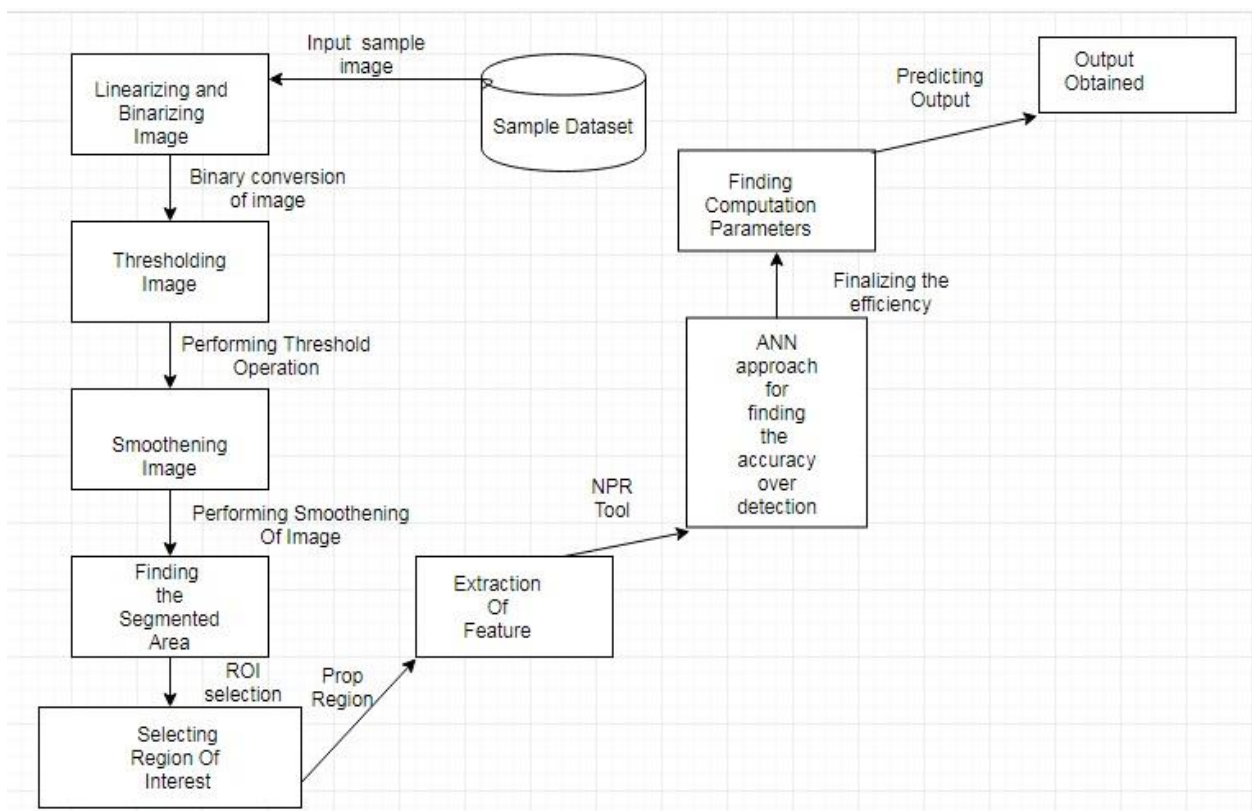 Input sample
image
Sample Dataset
Linearizing and
Binarizing
Image
Binary conversion
of image
Thresholding
Image
Performing Threshold
Operation
Smoothening
Image
Performing Smoothening
Of Image
Finding
the
Segmented
Area
ROI
selection
Selecting
Region Of
Interest
Prop
Region
Extraction
Of
Feature
NPR
Tool
ANN
approach
for
finding
the
accuracy
over
detection
Finalizing the
efficiency
Finding
Computation
Parameters
Predicting
Output
Output
Obtained